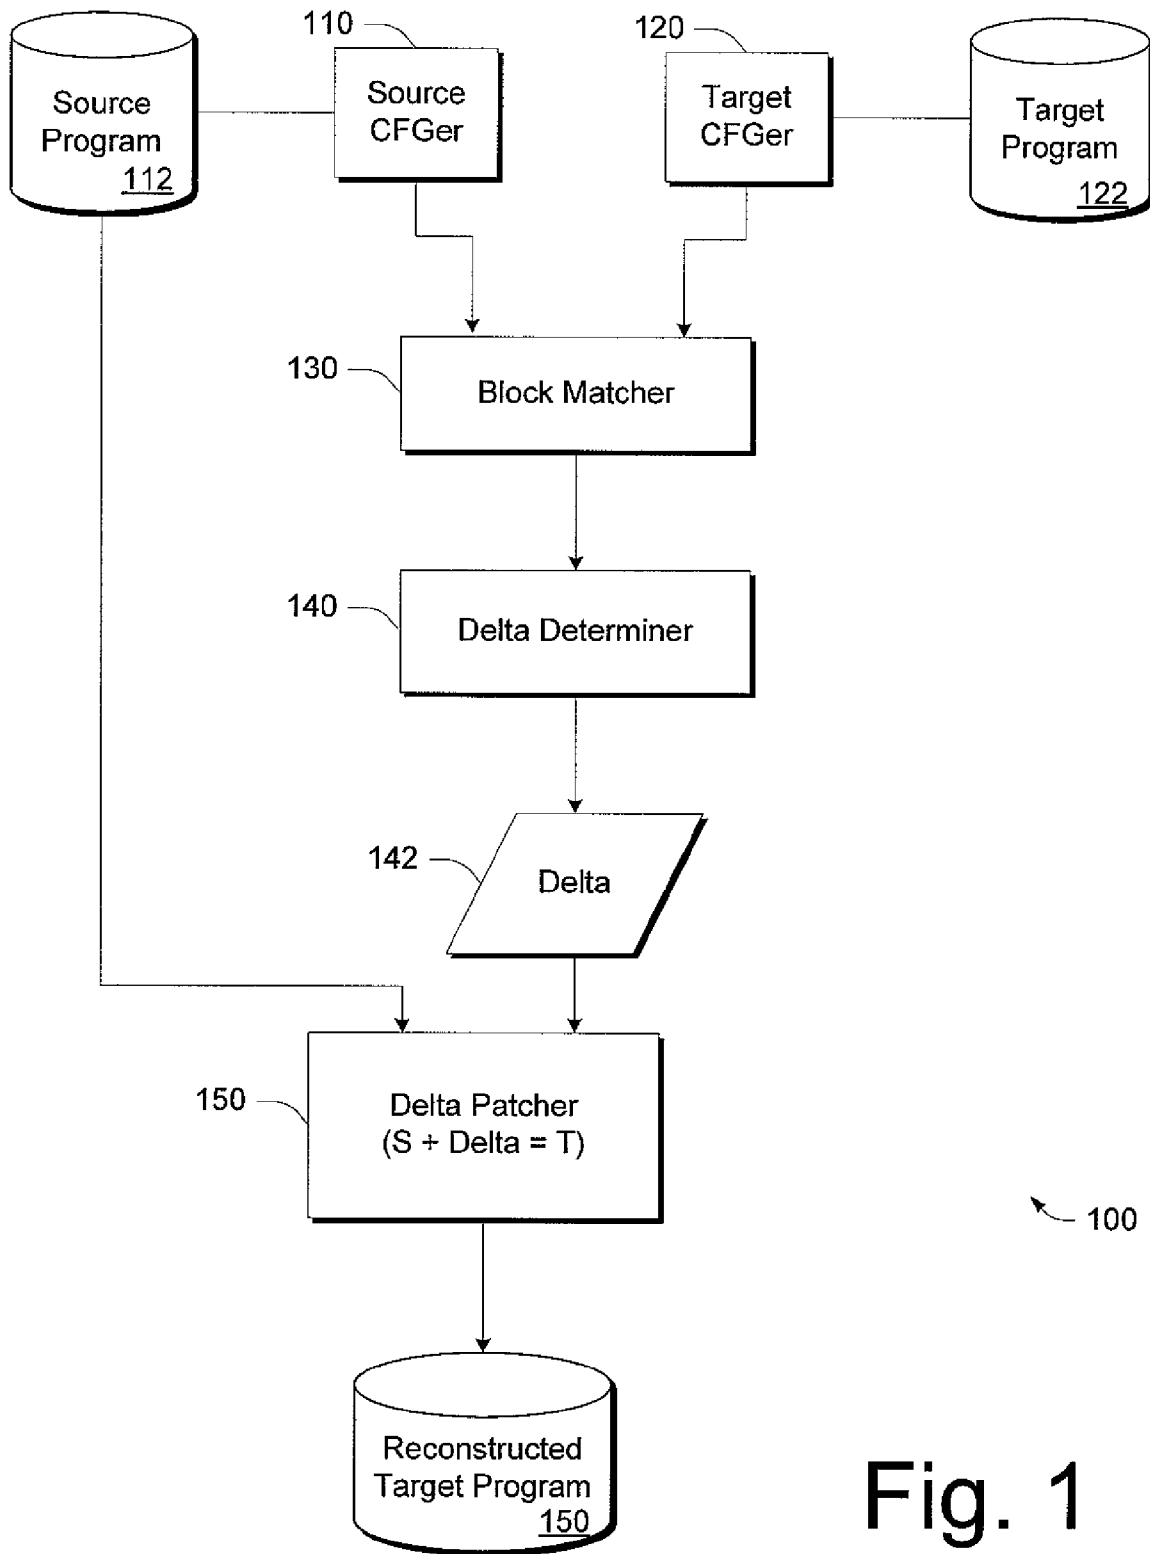 110
120
Source
Program
112
Source
CFGer
Target
CFGer
Target
Program
122
130
Block Matcher
140
Delta Determiner
142
Delta
150
Delta Patcher
(S + Delta = T)
100
Reconstructed
Target Program
150
Fig. 1